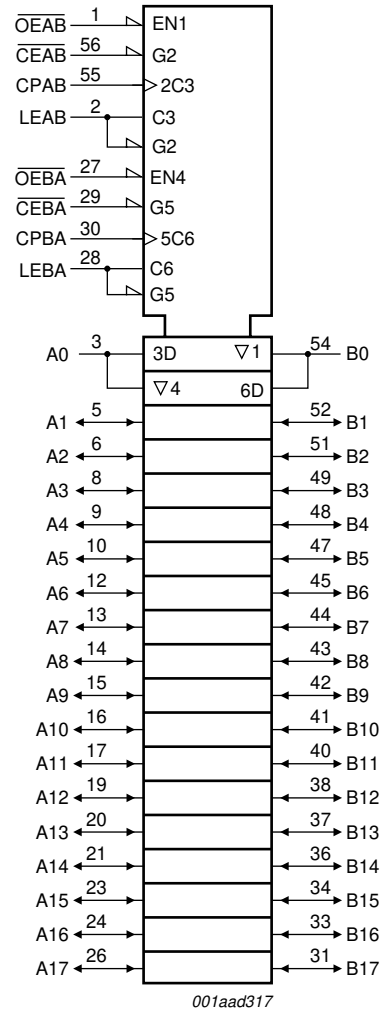 O̅E̅A̅B̅ 1 EN1
C̅E̅A̅B̅ 56 G2
CPAB 55 2C3
LEAB 2 C3
G2
O̅E̅B̅A̅ 27 EN4
C̅E̅B̅A̅ 29 G5
CPBA 30 5C6
LEBA 28 C6
G5
A0 3 3D ▽1 54 B0
▽4 6D
A1 5 52 B1
A2 6 51 B2
A3 8 49 B3
A4 9 48 B4
A5 10 47 B5
A6 12 45 B6
A7 13 44 B7
A8 14 43 B8
A9 15 42 B9
A10 16 41 B10
A11 17 40 B11
A12 19 38 B12
A13 20 37 B13
A14 21 36 B14
A15 23 34 B15
A16 24 33 B16
A17 26 31 B17
001aad317